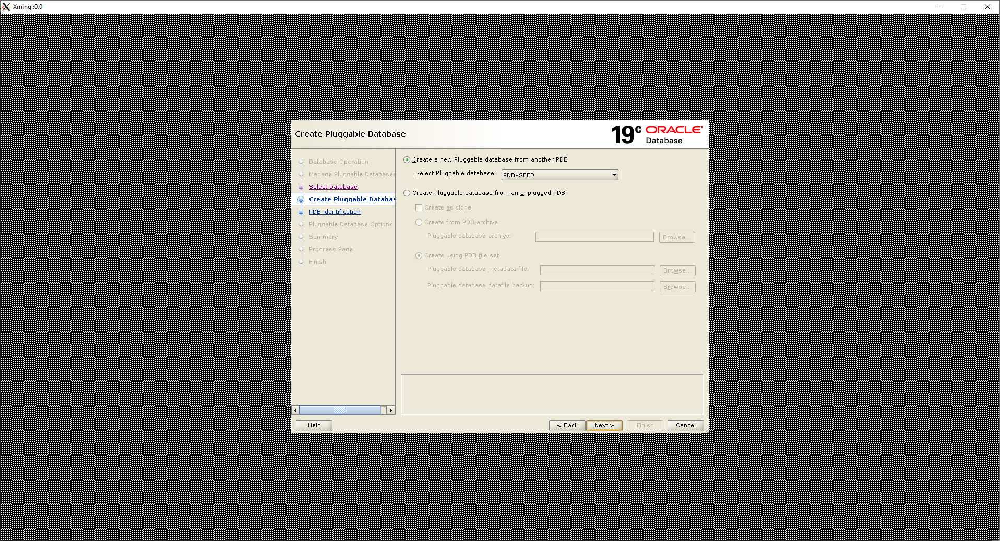 Xming :0.0
Create Pluggable Database
19c ORACLE
Database
Database Operation
Manage Pluggable Databases
Select Database
Create Pluggable Databas
PDB Identification
Pluggable Database Options
Summary
Progress Page
Finish
Create a new Pluggable database from another PDB
Select Pluggable database: PDB$SEED
Create Pluggable database from an unplugged PDB
Create as clone
Create from PDB archive
Pluggable database archive: Browse...
Create using PDB file set
Pluggable database metadata file: Browse...
Pluggable database datafile backup: Browse...
Help < Back Next > Finish Cancel